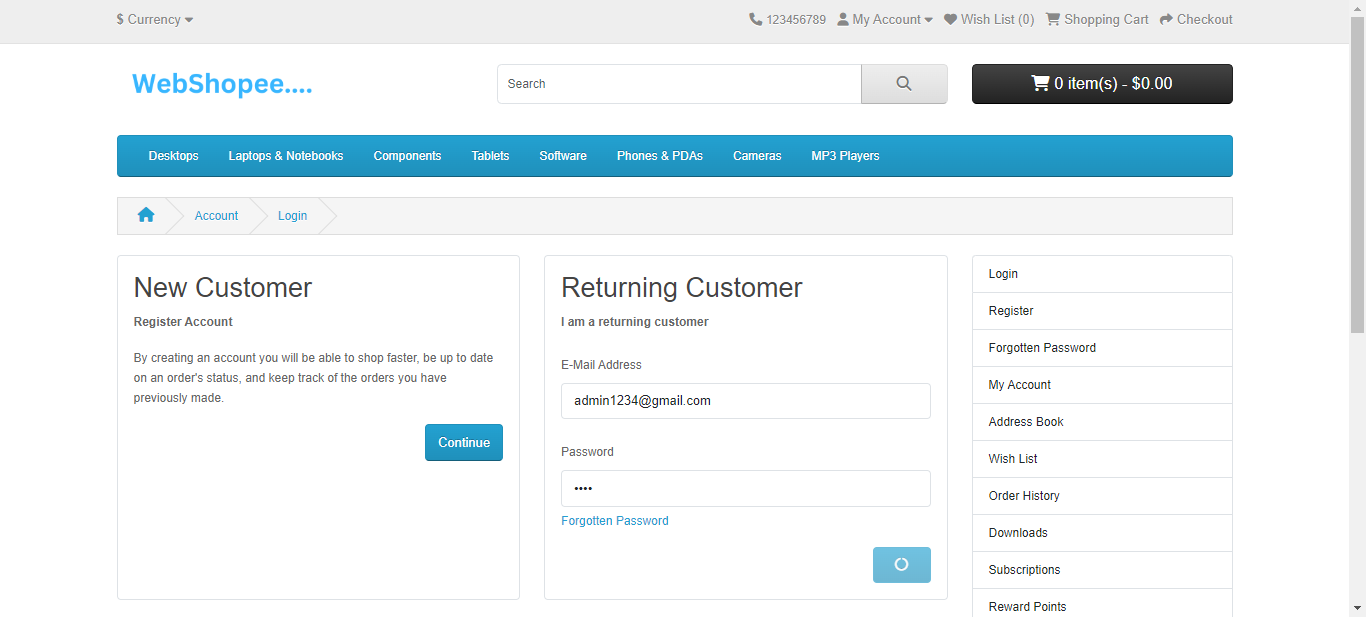 $ Currency
123456789 My Account Wish List (0) Shopping Cart Checkout
WebShopee....
Search
0 item(s) - $0.00
Desktops Laptops & Notebooks Components Tablets Software Phones & PDAs Cameras MP3 Players
Account Login
New Customer
Register Account
By creating an account you will be able to shop faster, be up to date
on an order's status, and keep track of the orders you have
previously made.
Continue
Returning Customer
I am a returning customer
E-Mail Address
admin1234@gmail.com
Password
••••
Forgotten Password
Login
Register
Forgotten Password
My Account
Address Book
Wish List
Order History
Downloads
Subscriptions
Reward Points